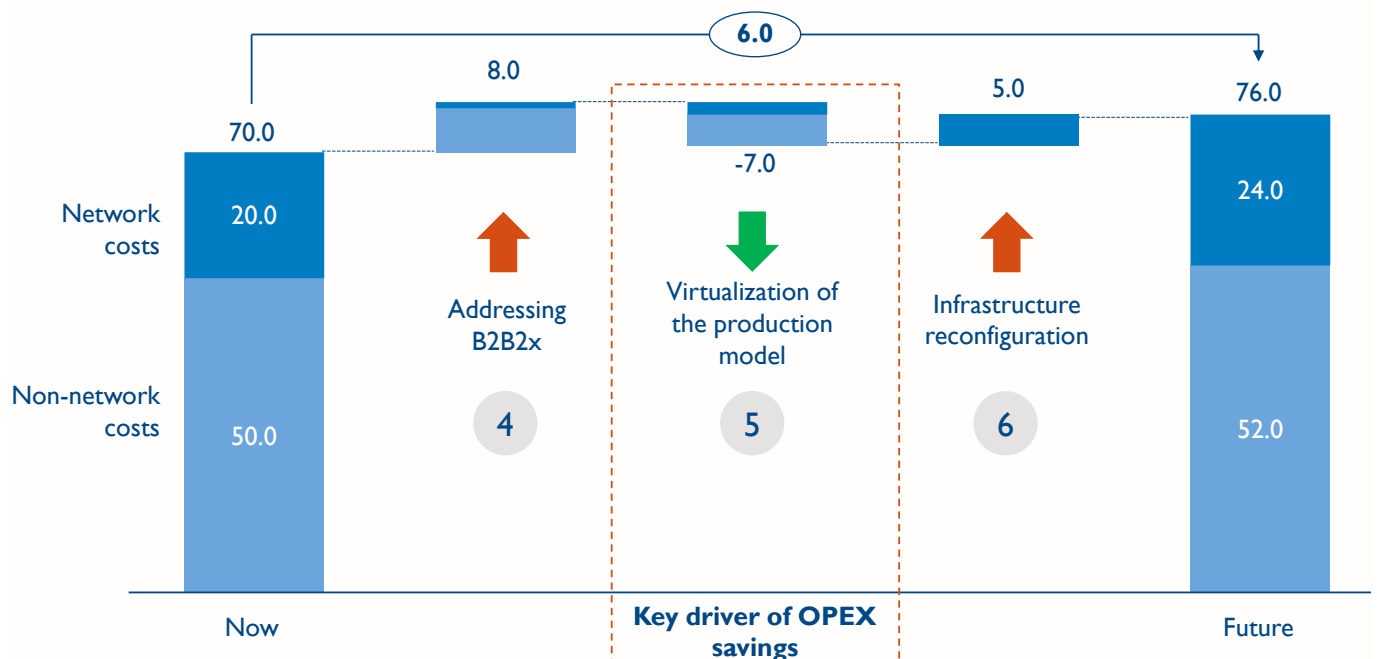 6.0
70.0
8.0
-7.0
5.0
76.0
Network
costs
20.0
24.0
Addressing
B2B2x
Virtualization of
the production
model
Infrastructure
reconfiguration
Non-network
costs
50.0
4
5
6
52.0
Now
Key driver of OPEX
savings
Future